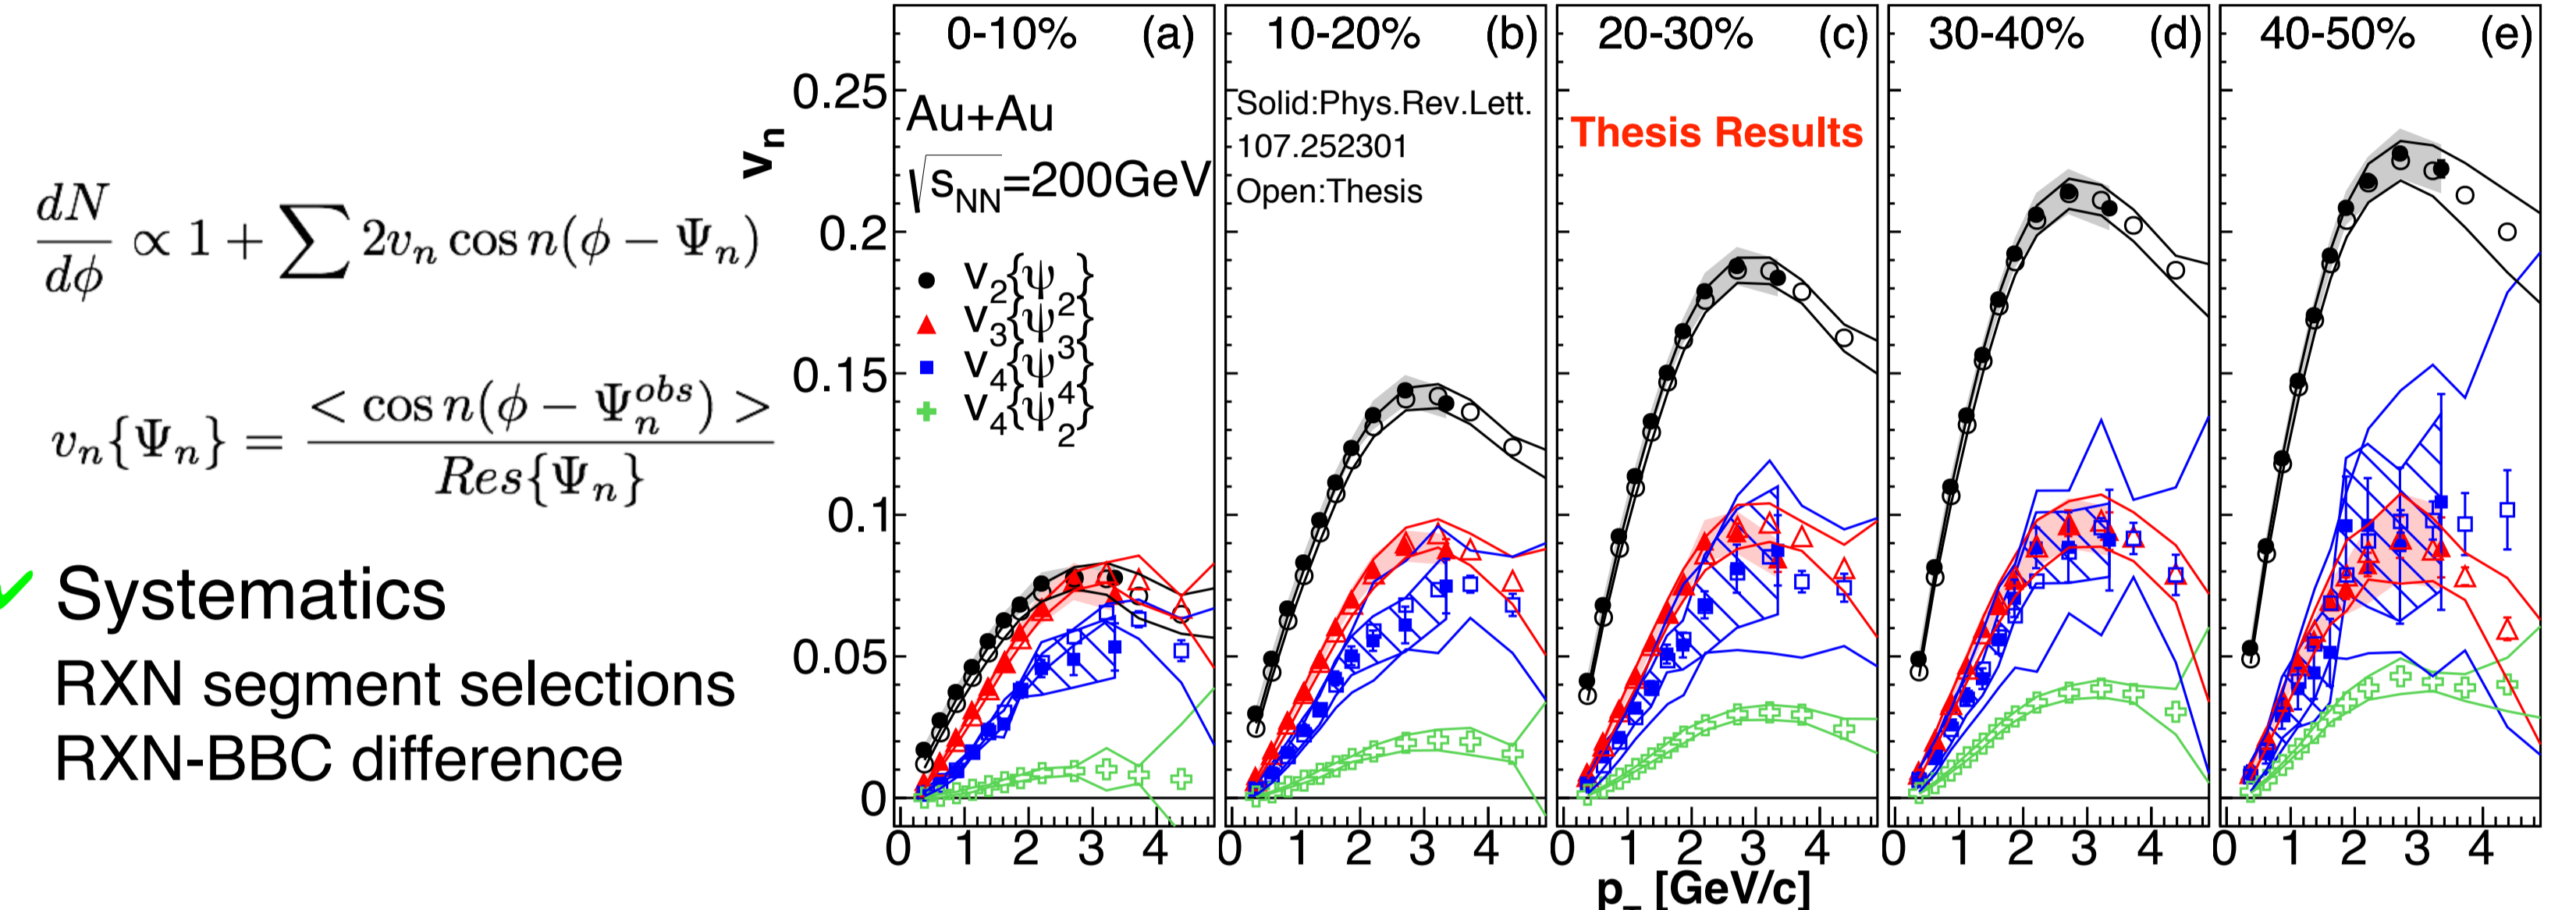 dN/dϕ ∝ 1 + ∑ 2v_n cos n(ϕ − Ψ_n)
v_n{Ψ_n} = < cos n(ϕ − Ψ_n^{obs}) > / Res{Ψ_n}
✓ Systematics
RXN segment selections
RXN-BBC difference
v_n
0.25
0.2
0.15
0.1
0.05
0
0-10% (a)
Au+Au
√s_NN=200GeV
v_2{ψ_2}
v_3{ψ_3}
v_4{ψ_4}
v_4{ψ_2}
0 1 2 3 4
10-20% (b)
Solid:Phys.Rev.Lett.
107.252301
Open:Thesis
0 1 2 3 4
20-30% (c)
Thesis Results
0 1 2 3 4
30-40% (d)
0 1 2 3 4
40-50% (e)
0 1 2 3 4
p_T [GeV/c]